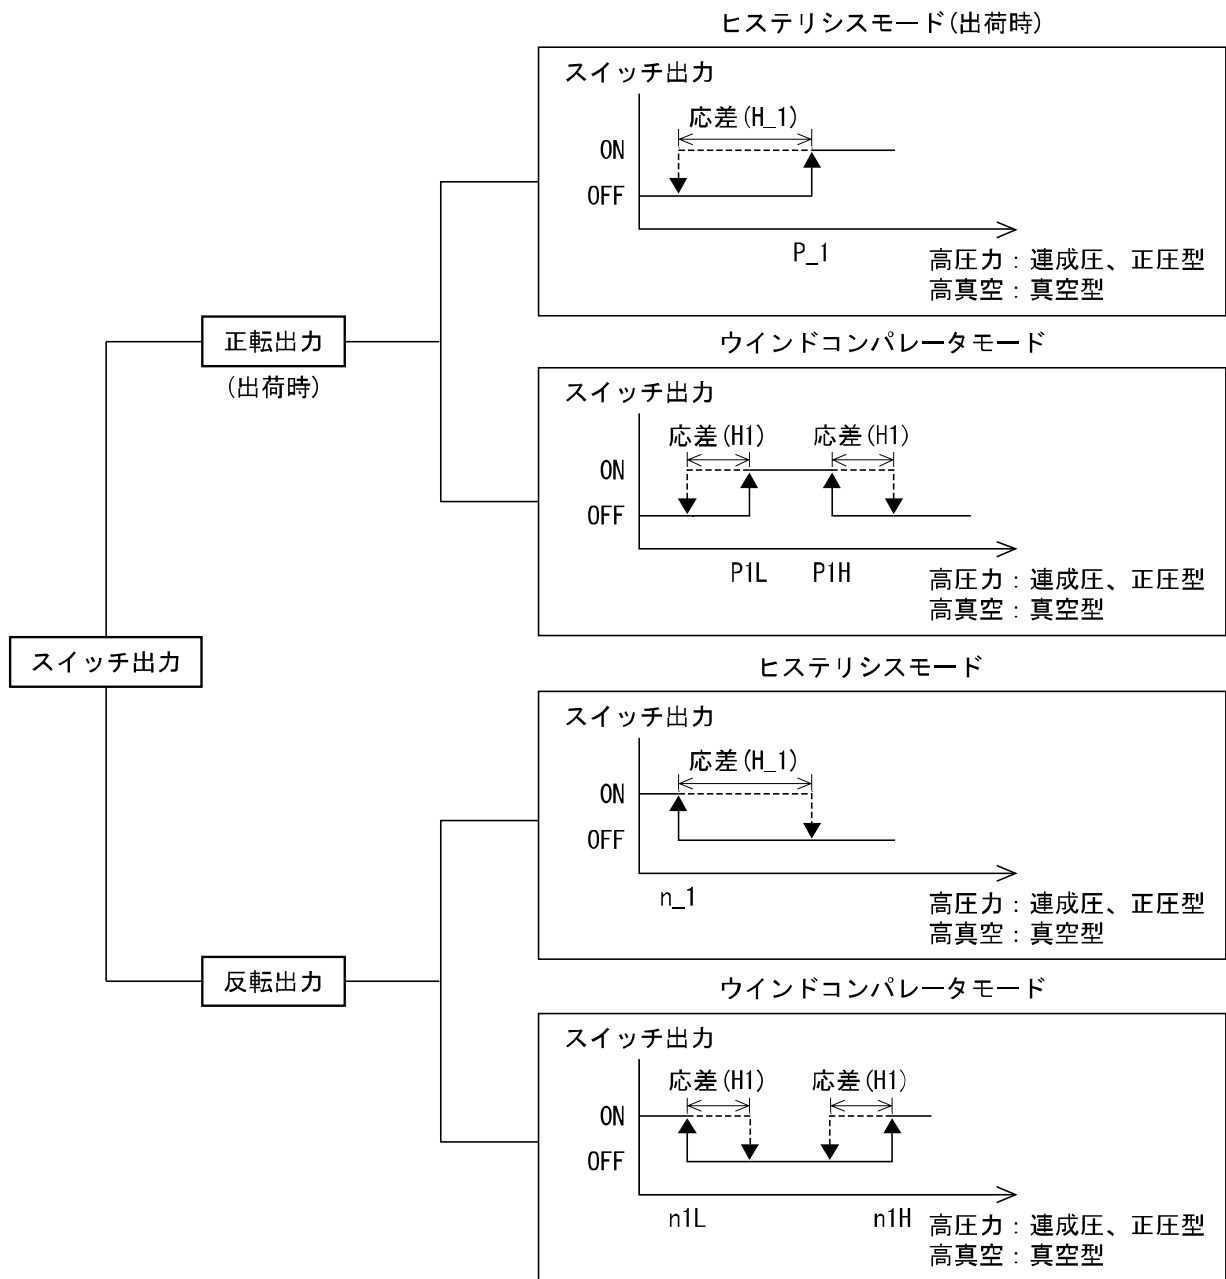 ヒステリシスモード(出荷時)
スイッチ出力
応差(H_1)
ON
OFF
P_1
高圧力：連成圧、正圧型
高真空：真空型
正転出力
(出荷時)
ウインドコンパレータモード
スイッチ出力
応差(H1) 応差(H1)
ON
OFF
P1L P1H
高圧力：連成圧、正圧型
高真空：真空型
スイッチ出力
ヒステリシスモード
スイッチ出力
応差(H_1)
ON
OFF
n_1
高圧力：連成圧、正圧型
高真空：真空型
反転出力
ウインドコンパレータモード
スイッチ出力
応差(H1) 応差(H1)
ON
OFF
n1L n1H
高圧力：連成圧、正圧型
高真空：真空型